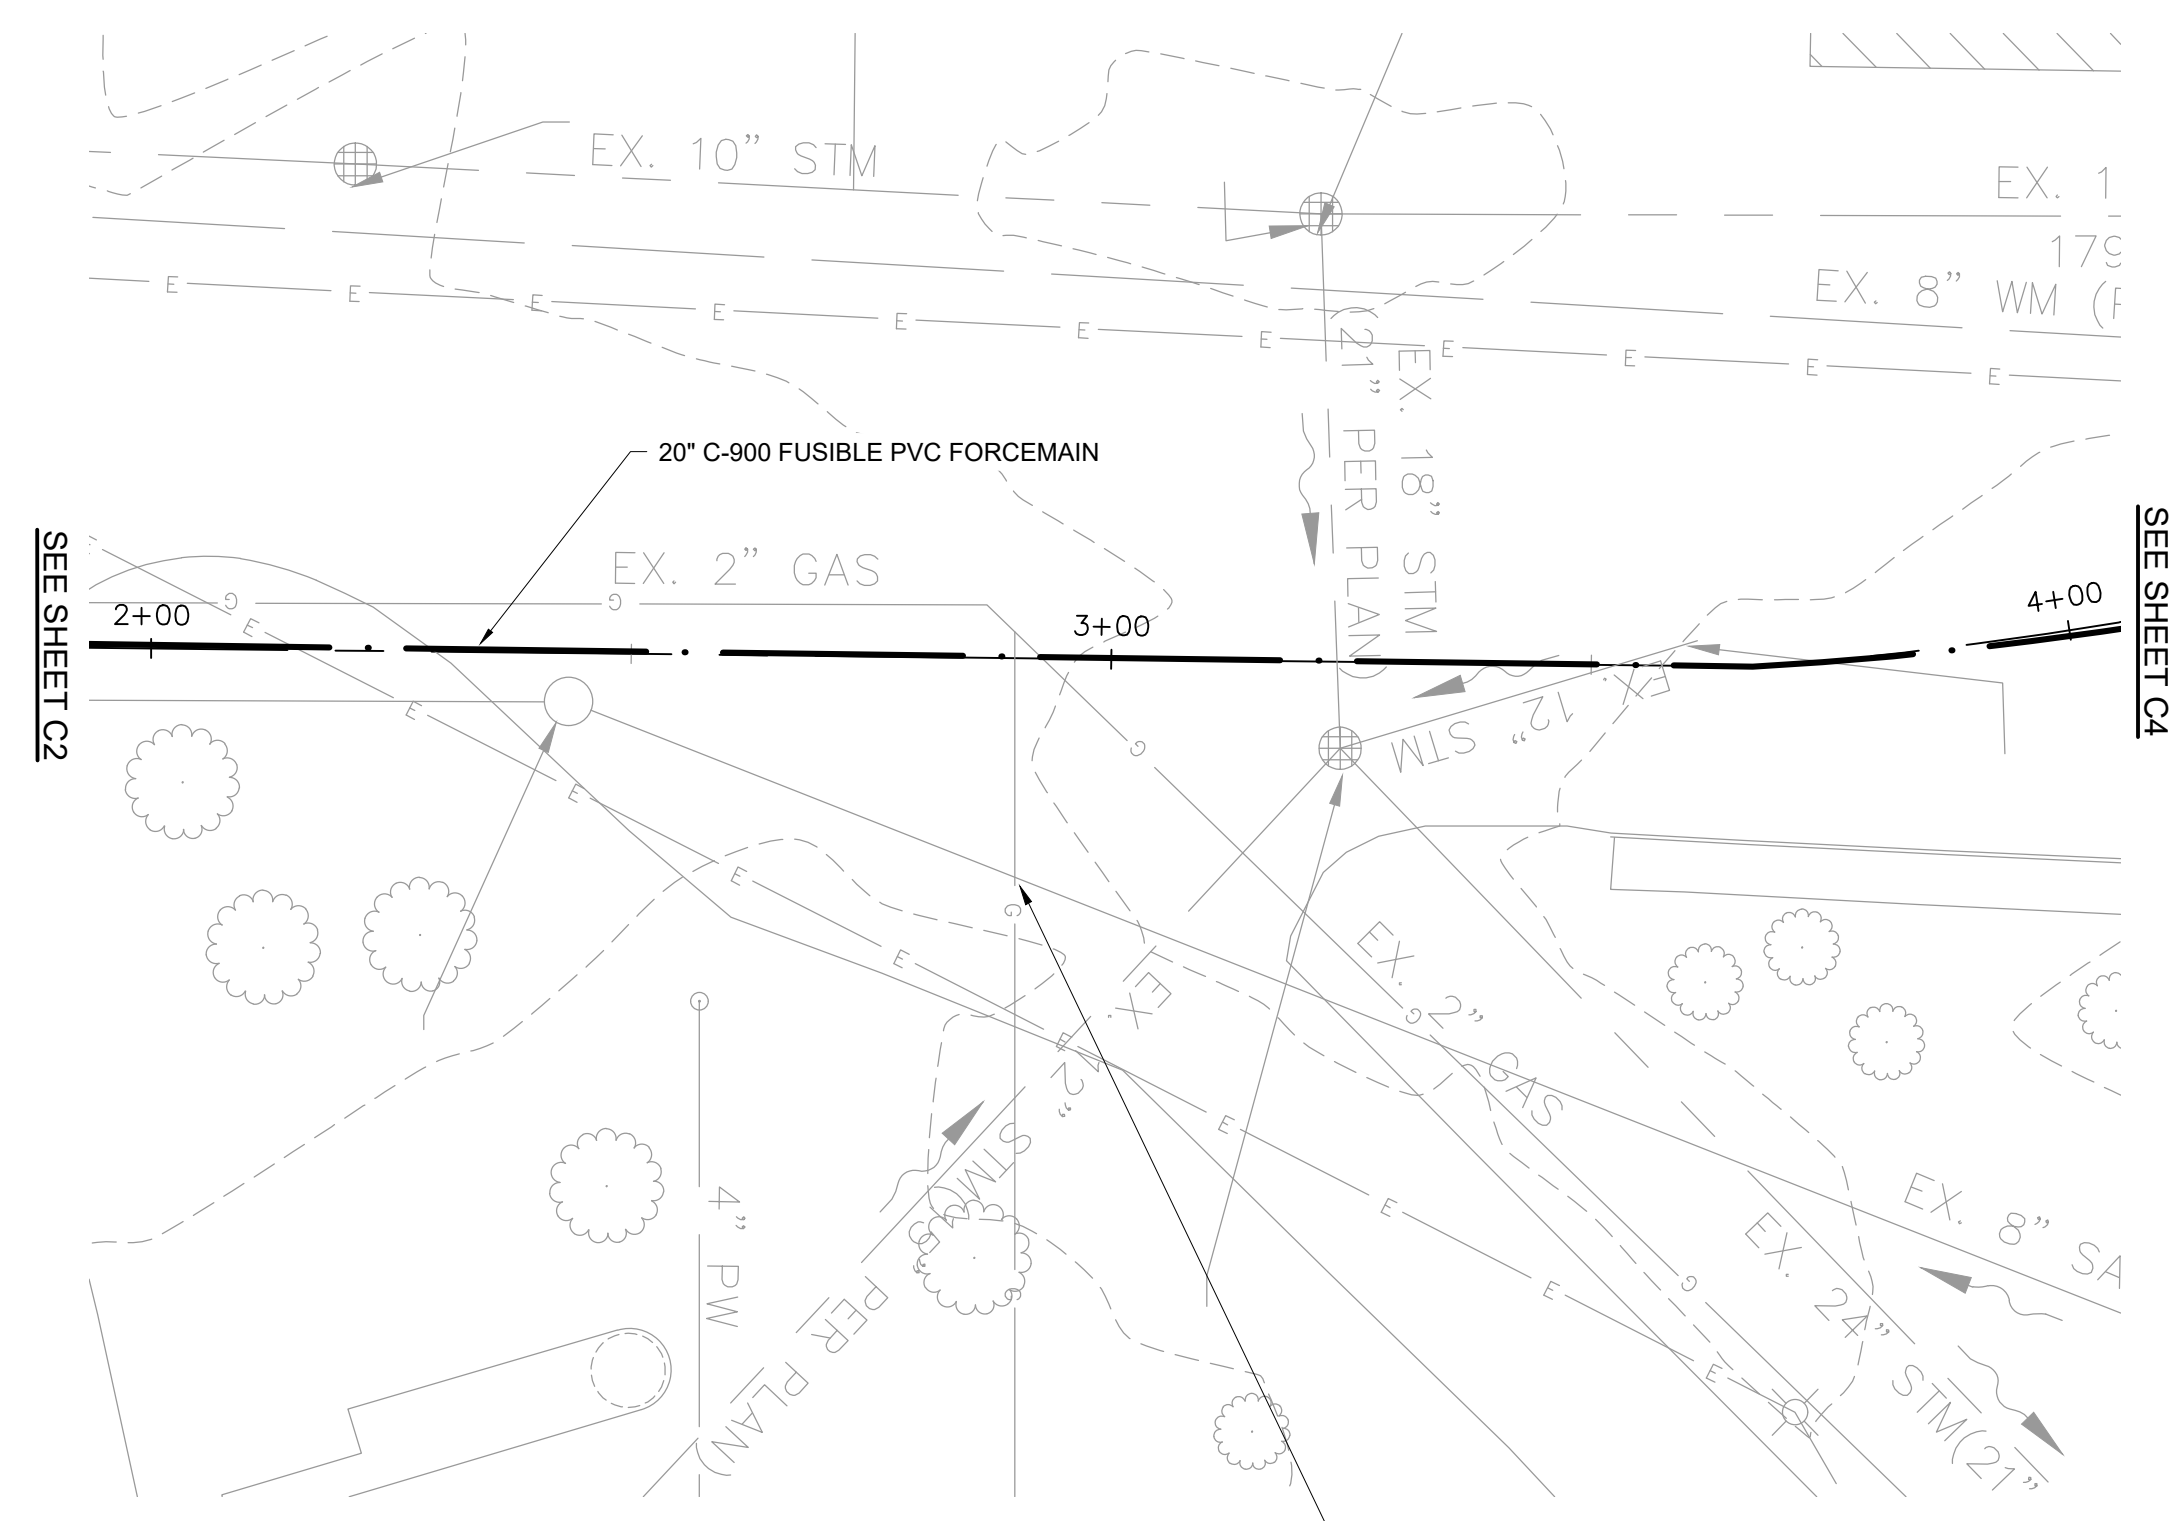 EX. 10” STM
EX. 1
179
EX. 8” WM (F
E E E E E E E E E E E
EX. 18” STM
(21” PER PLAN)
20" C-900 FUSIBLE PVC FORCEMAIN
SEE SHEET C2
SEE SHEET C4
EX. 2” GAS
G G
2+00
3+00
4+00
EX. 12” STM
G
E E E E E E E E E E
G G
EX. 12” STM
PER PLAN)
EX. 2” GAS
G G
4” PW
EX. 8” SA
EX. 24” STM(21”